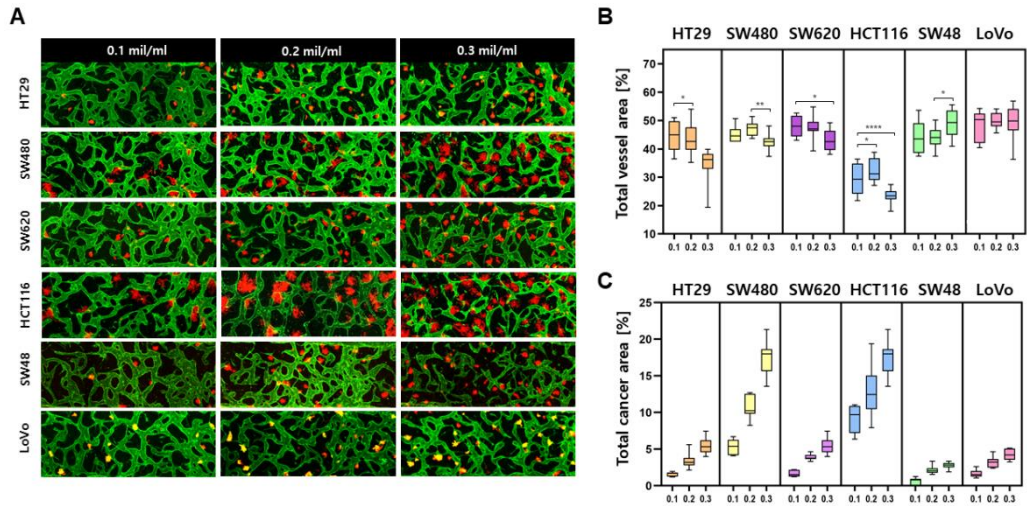 A
0.1 mil/ml 0.2 mil/ml 0.3 mil/ml
HT29
SW480
SW620
HCT116
SW48
LoVo
B
HT29 SW480 SW620 HCT116 SW48 LoVo
Total vessel area [%]
70
60
50
40
30
20
10
* ** * **** * *
0.1 0.2 0.3 0.1 0.2 0.3 0.1 0.2 0.3 0.1 0.2 0.3 0.1 0.2 0.3 0.1 0.2 0.3
C
HT29 SW480 SW620 HCT116 SW48 LoVo
Total cancer area [%]
25
20
15
10
5
0
0.1 0.2 0.3 0.1 0.2 0.3 0.1 0.2 0.3 0.1 0.2 0.3 0.1 0.2 0.3 0.1 0.2 0.3